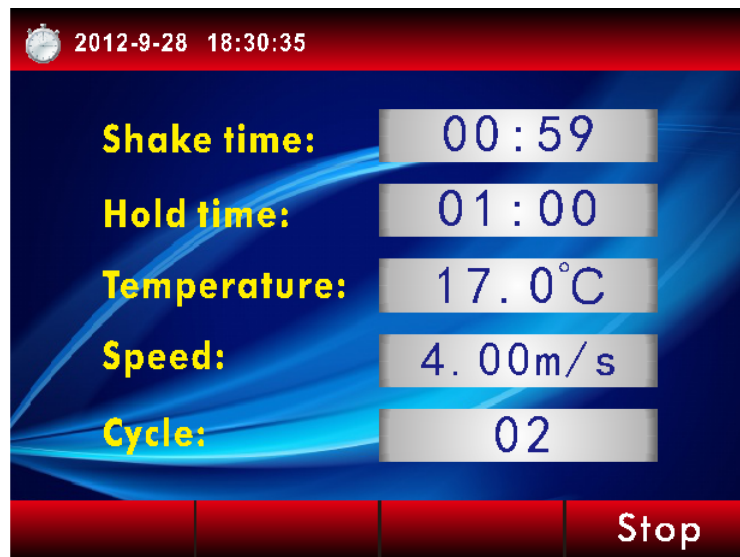 2012-9-28 18:30:35
Shake time: 00:59
Hold time: 01:00
Temperature: 17.0°C
Speed: 4.00m/s
Cycle: 02
Stop